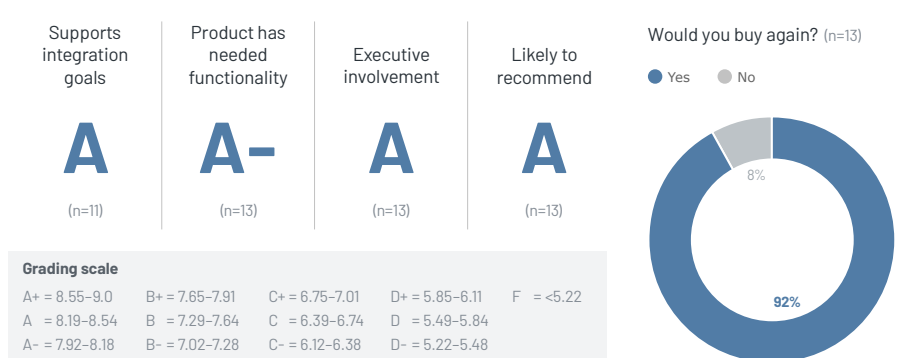 Supports
integration
goals
A
(n=11)
Product has
needed
functionality
A-
(n=13)
Executive
involvement
A
(n=13)
Likely to
recommend
A
(n=13)
Grading scale
A+ = 8.55–9.0 B+ = 7.65–7.91 C+ = 6.75–7.01 D+ = 5.85–6.11 F = <5.22
A = 8.19–8.54 B = 7.29–7.64 C = 6.39–6.74 D = 5.49–5.84
A- = 7.92–8.18 B- = 7.02–7.28 C- = 6.12–6.38 D- = 5.22–5.48
Would you buy again? (n=13)
Yes No
8%
92%